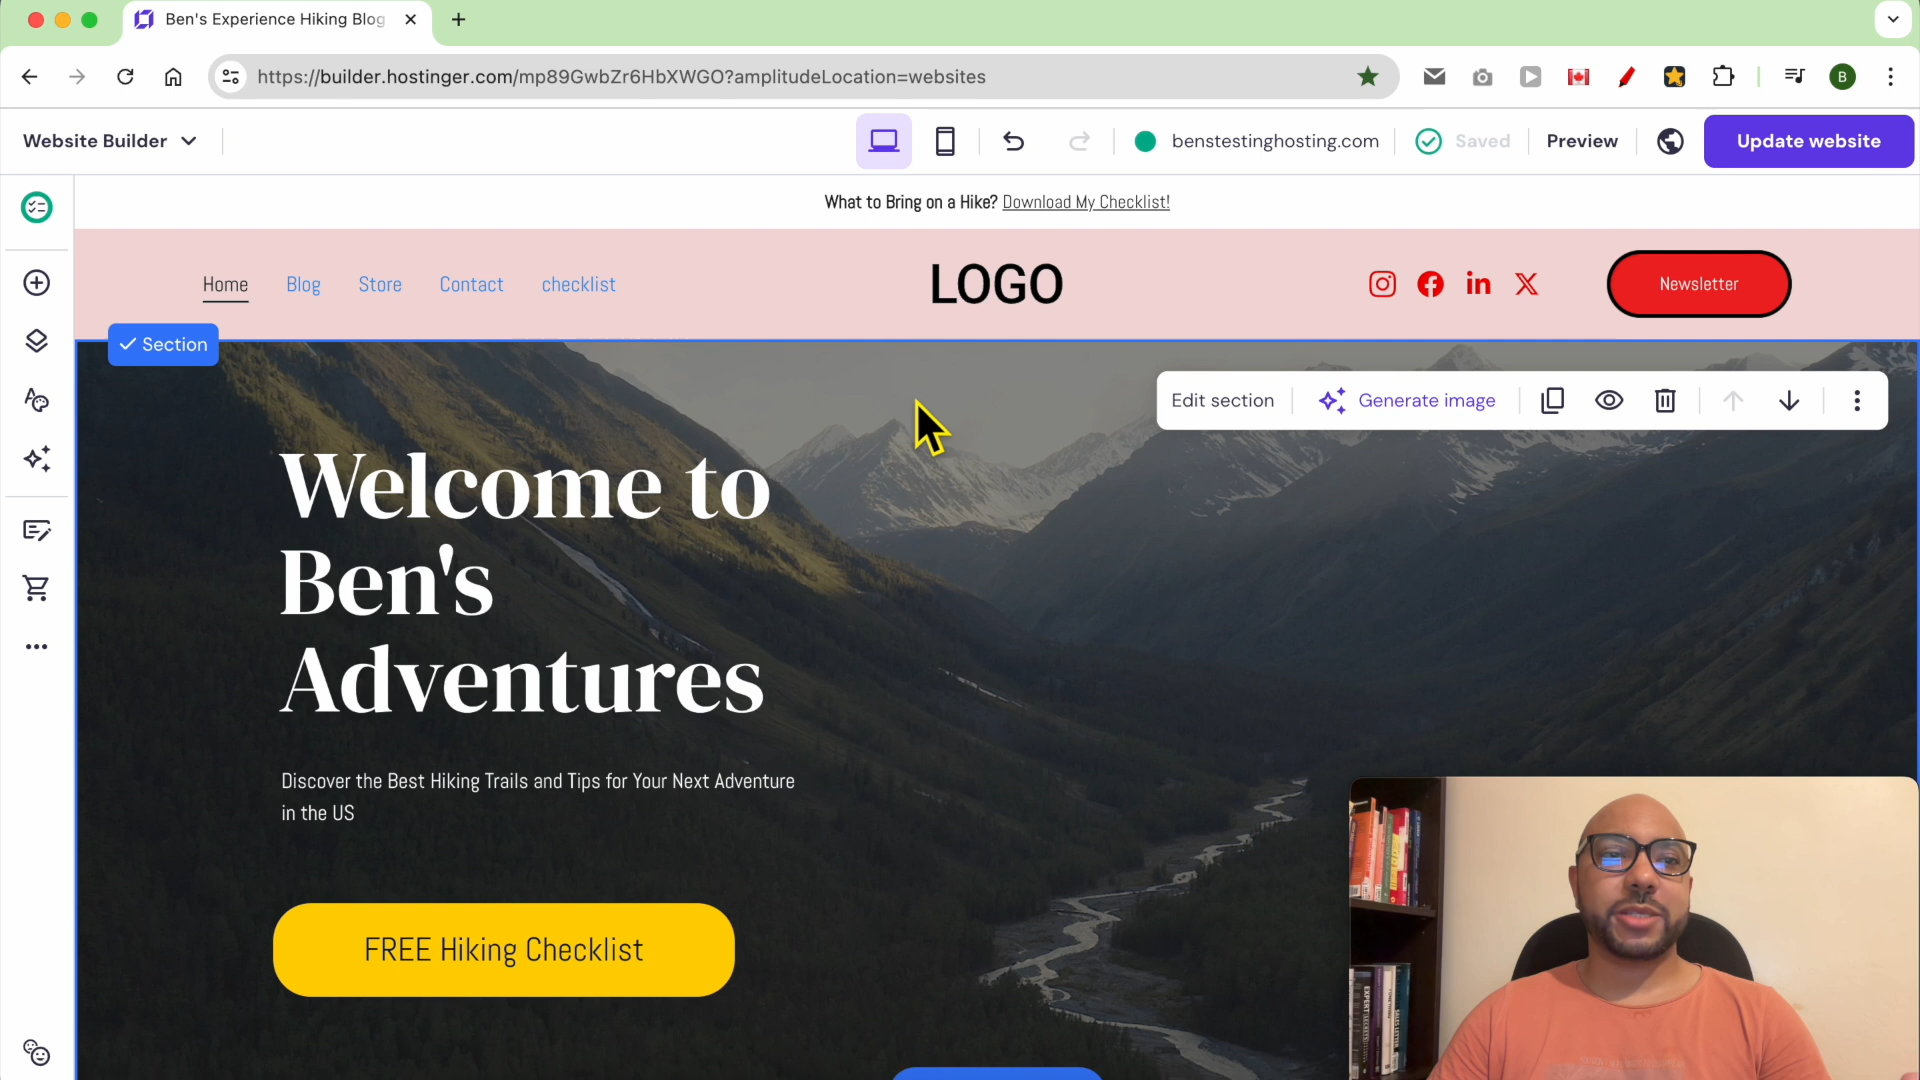 Ben's Experience Hiking Blog
https://builder.hostinger.com/mp89GwbZr6HbXWGO?amplitudeLocation=websites
B
Website Builder
benstestinghosting.com
Saved
Preview
Update website
What to Bring on a Hike? Download My Checklist!
Home
Blog
Store
Contact
checklist
LOGO
Newsletter
Section
Edit section
Generate image
Welcome to
Ben's
Adventures
Discover the Best Hiking Trails and Tips for Your Next Adventure
in the US
FREE Hiking Checklist
EXPERT SECRETS